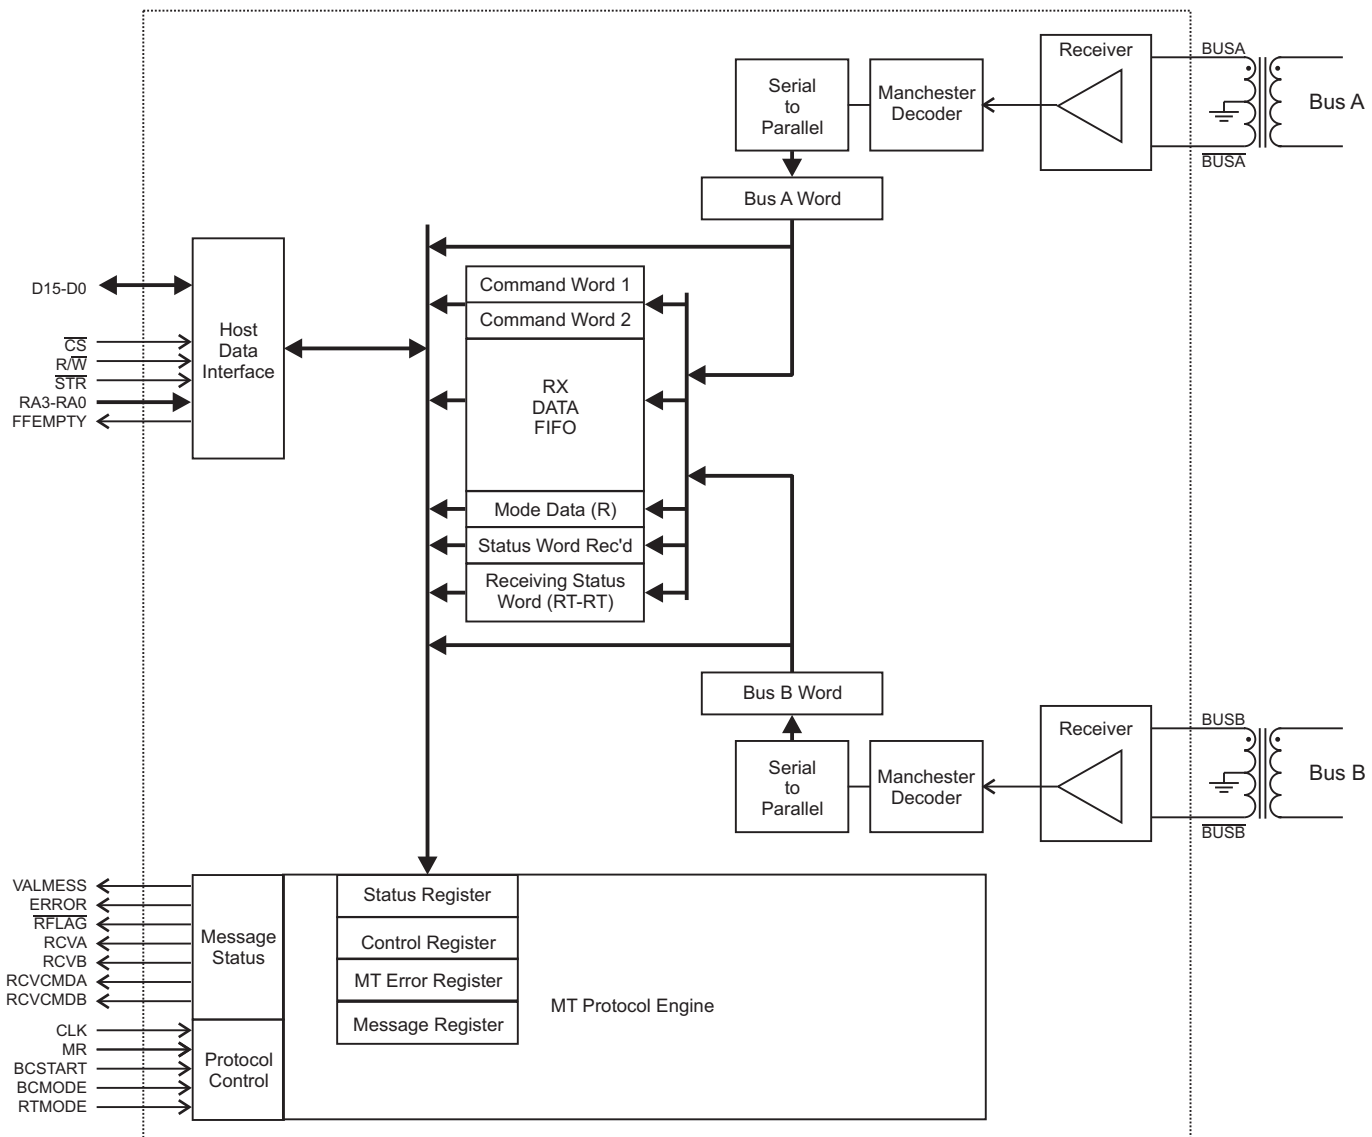 Receiver
BUSA
Bus A
BUSA
Serial
to
Parallel
Manchester
Decoder
Bus A Word
D15-D0
CS
R/W
STR
RA3-RA0
FFEMPTY
Host
Data
Interface
Command Word 1
Command Word 2
RX
DATA
FIFO
Mode Data (R)
Status Word Rec'd
Receiving Status
Word (RT-RT)
Bus B Word
Serial
to
Parallel
Manchester
Decoder
Receiver
BUSB
Bus B
BUSB
VALMESS
ERROR
RFLAG
RCVA
RCVB
RCVCMDA
RCVCMDB
CLK
MR
BCSTART
BCMODE
RTMODE
Message
Status
Protocol
Control
Status Register
Control Register
MT Error Register
Message Register
MT Protocol Engine